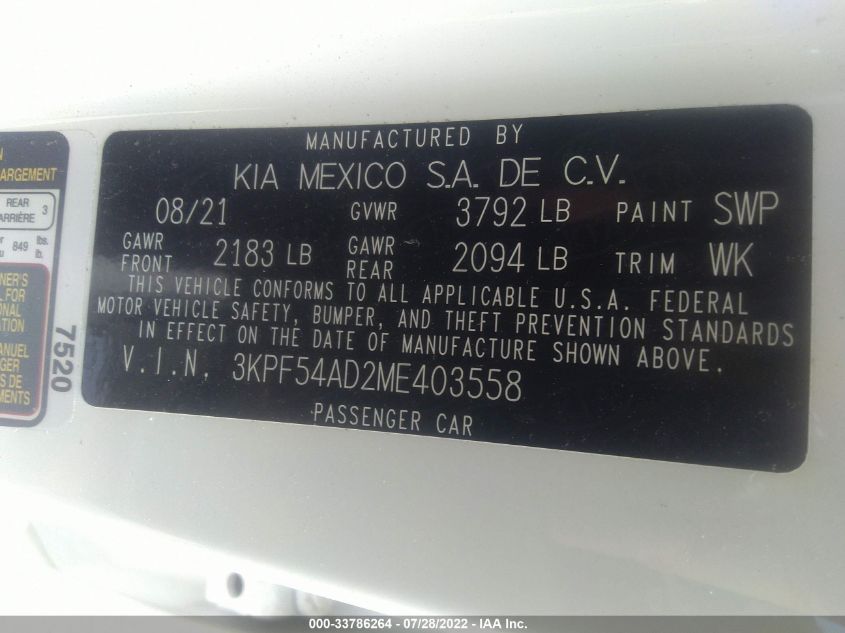 MANUFACTURED BY
KIA MEXICO S.A. DE C.V.
08/21 GVWR 3792 LB PAINT SWP
GAWR FRONT 2183 LB GAWR REAR 2094 LB TRIM WK
THIS VEHICLE CONFORMS TO ALL APPLICABLE U.S.A. FEDERAL
MOTOR VEHICLE SAFETY, BUMPER, AND THEFT PREVENTION STANDARDS
IN EFFECT ON THE DATE OF MANUFACTURE SHOWN ABOVE.
V.I.N. 3KPF54AD2ME403558
PASSENGER CAR
REAR 3
849 lbs.
lb.
7520
000-33786264 - 07/28/2022 - IAA Inc.